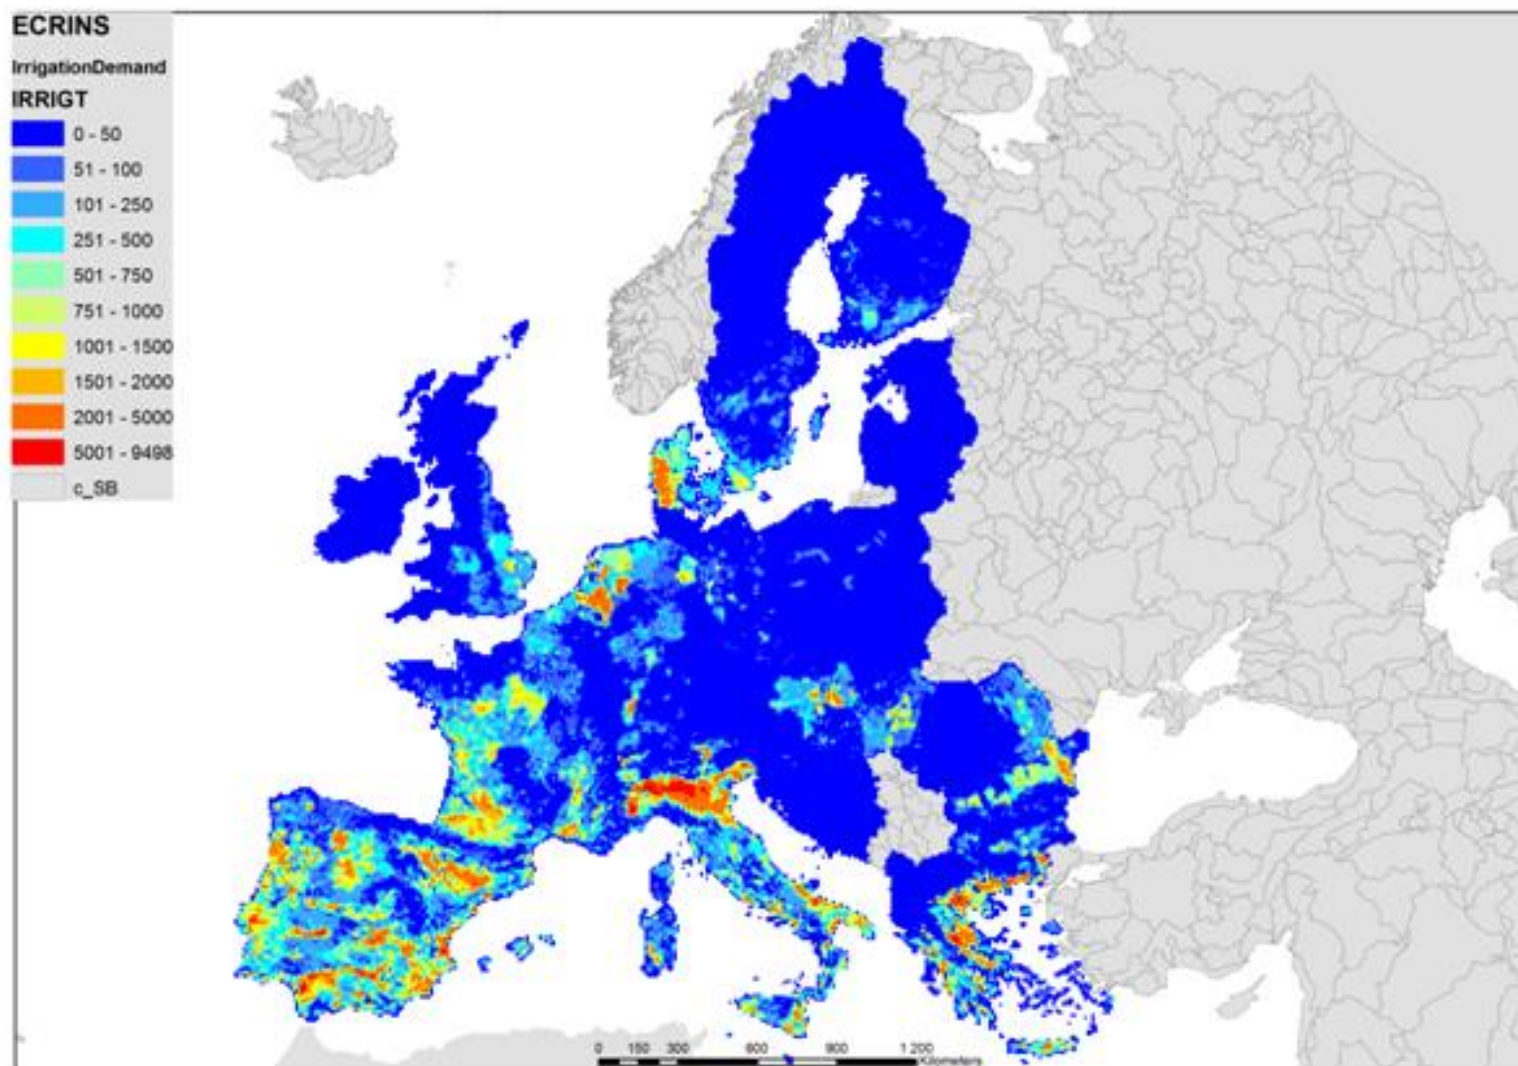 ECRINS
IrrigationDemand
IRRIGT
0 - 50
51 - 100
101 - 250
251 - 500
501 - 750
751 - 1000
1001 - 1500
1501 - 2000
2001 - 5000
5001 - 9498
c_SB
0 150 300 600 900 1 200
Kilometers